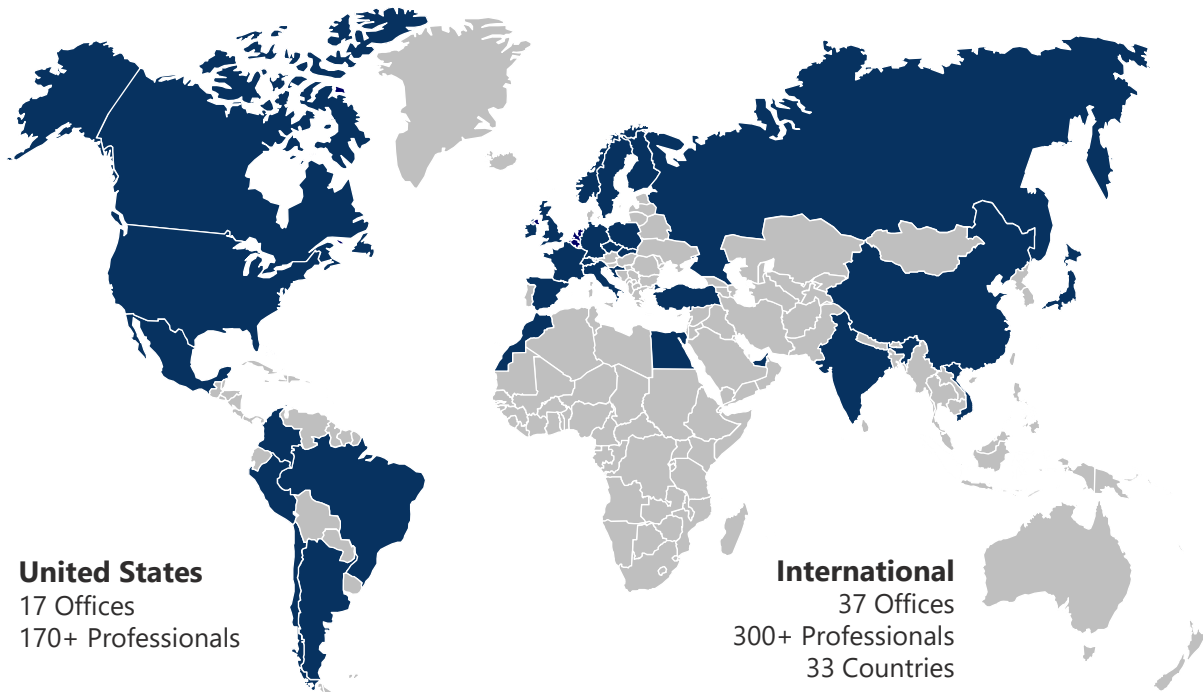 United States
17 Offices
170+ Professionals
International
37 Offices
300+ Professionals
33 Countries